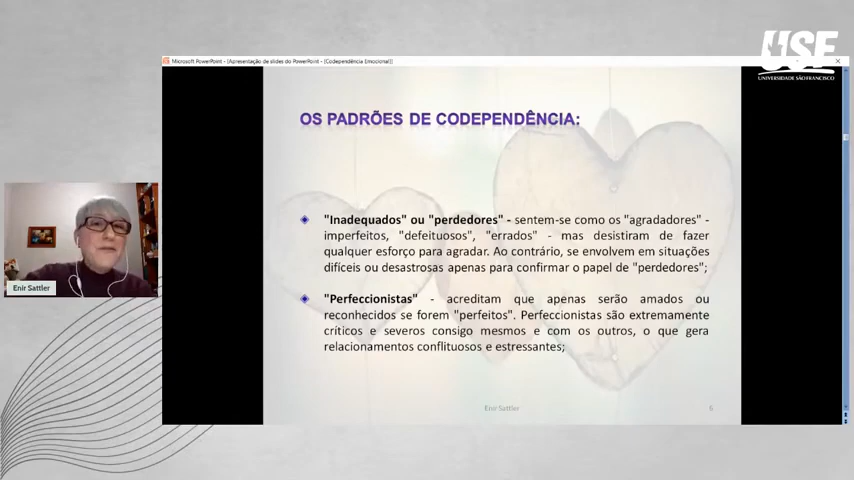 USF
UNIVERSIDADE SÃO FRANCISCO
Microsoft PowerPoint - [Apresentação de slides do PowerPoint - [Codependência Emocional]]
OS PADRÕES DE CODEPENDÊNCIA:
"Inadequados" ou "perdedores" - sentem-se como os "agradadores" -
imperfeitos, "defeituosos", "errados" - mas desistiram de fazer
qualquer esforço para agradar. Ao contrário, se envolvem em situações
difíceis ou desastrosas apenas para confirmar o papel de "perdedores";
"Perfeccionistas" - acreditam que apenas serão amados ou
reconhecidos se forem "perfeitos". Perfeccionistas são extremamente
críticos e severos consigo mesmos e com os outros, o que gera
relacionamentos conflituosos e estressantes;
Enir Sattler
Enir Sattler 6